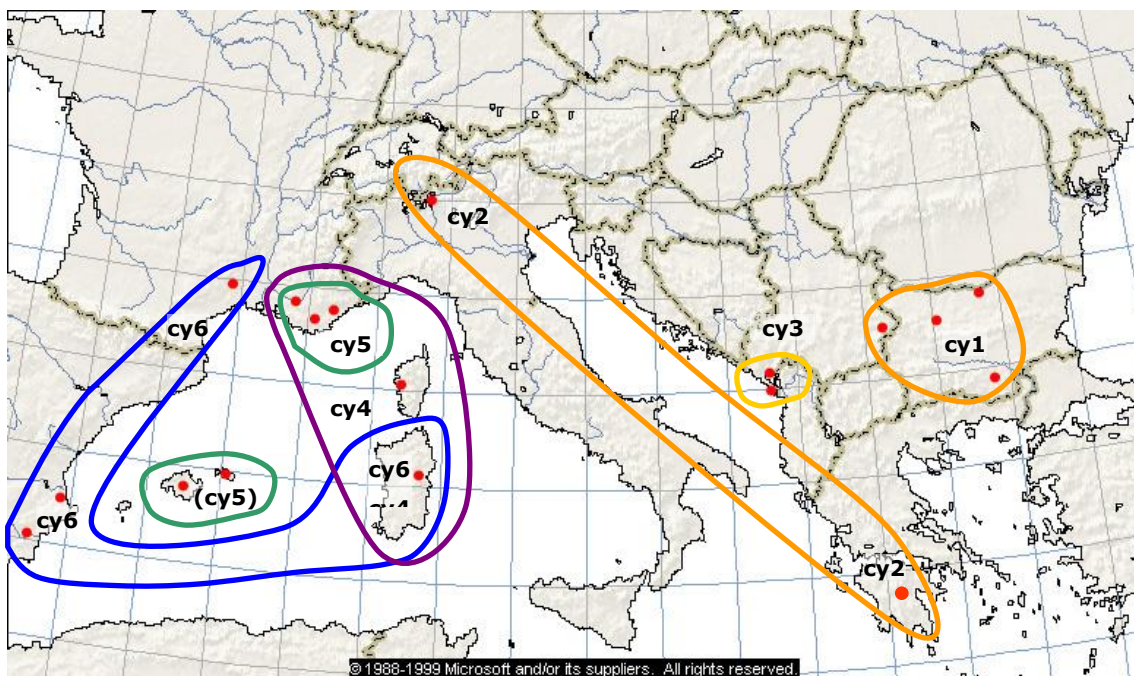 cy2
cy6
cy3
cy1
cy5
cy4
cy6
(cy5)
cy6
cy2
© 1988-1999 Microsoft and/or its suppliers. All rights reserved.